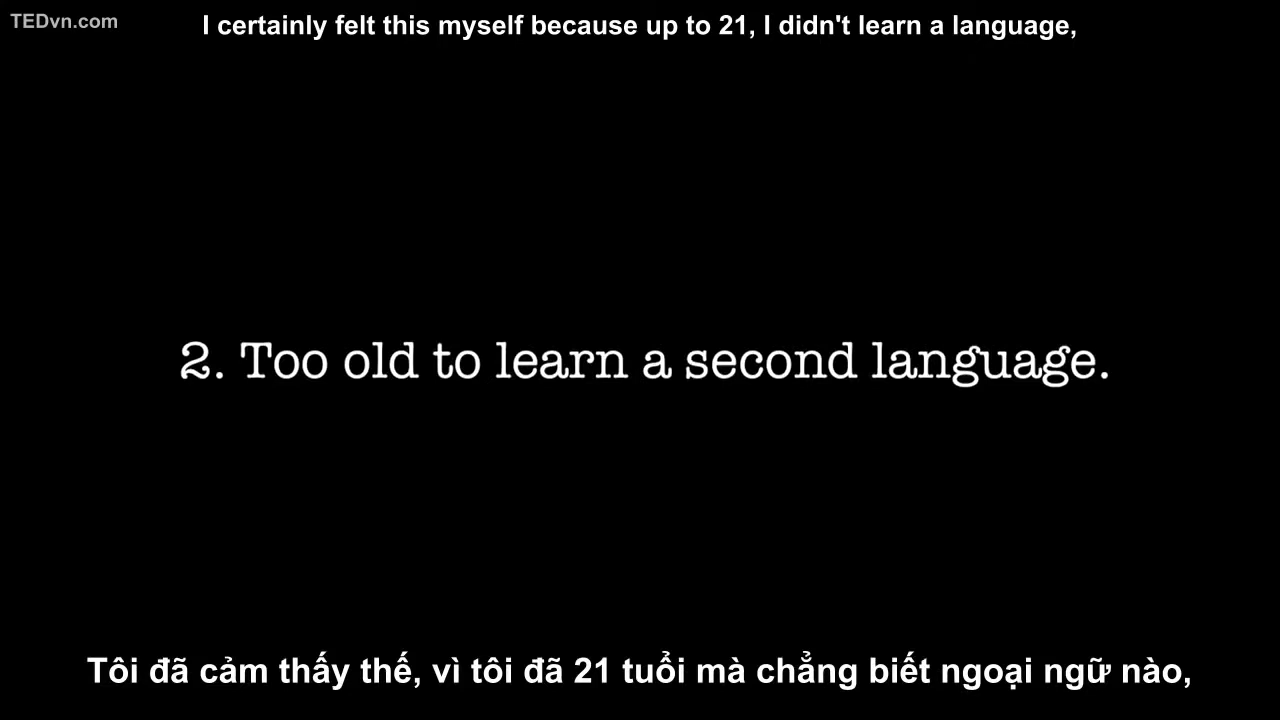 TEDvn.com
I certainly felt this myself because up to 21, I didn't learn a language,
2. Too old to learn a second language.
Tôi đã cảm thấy thế, vì tôi đã 21 tuổi mà chẳng biết ngoại ngữ nào,